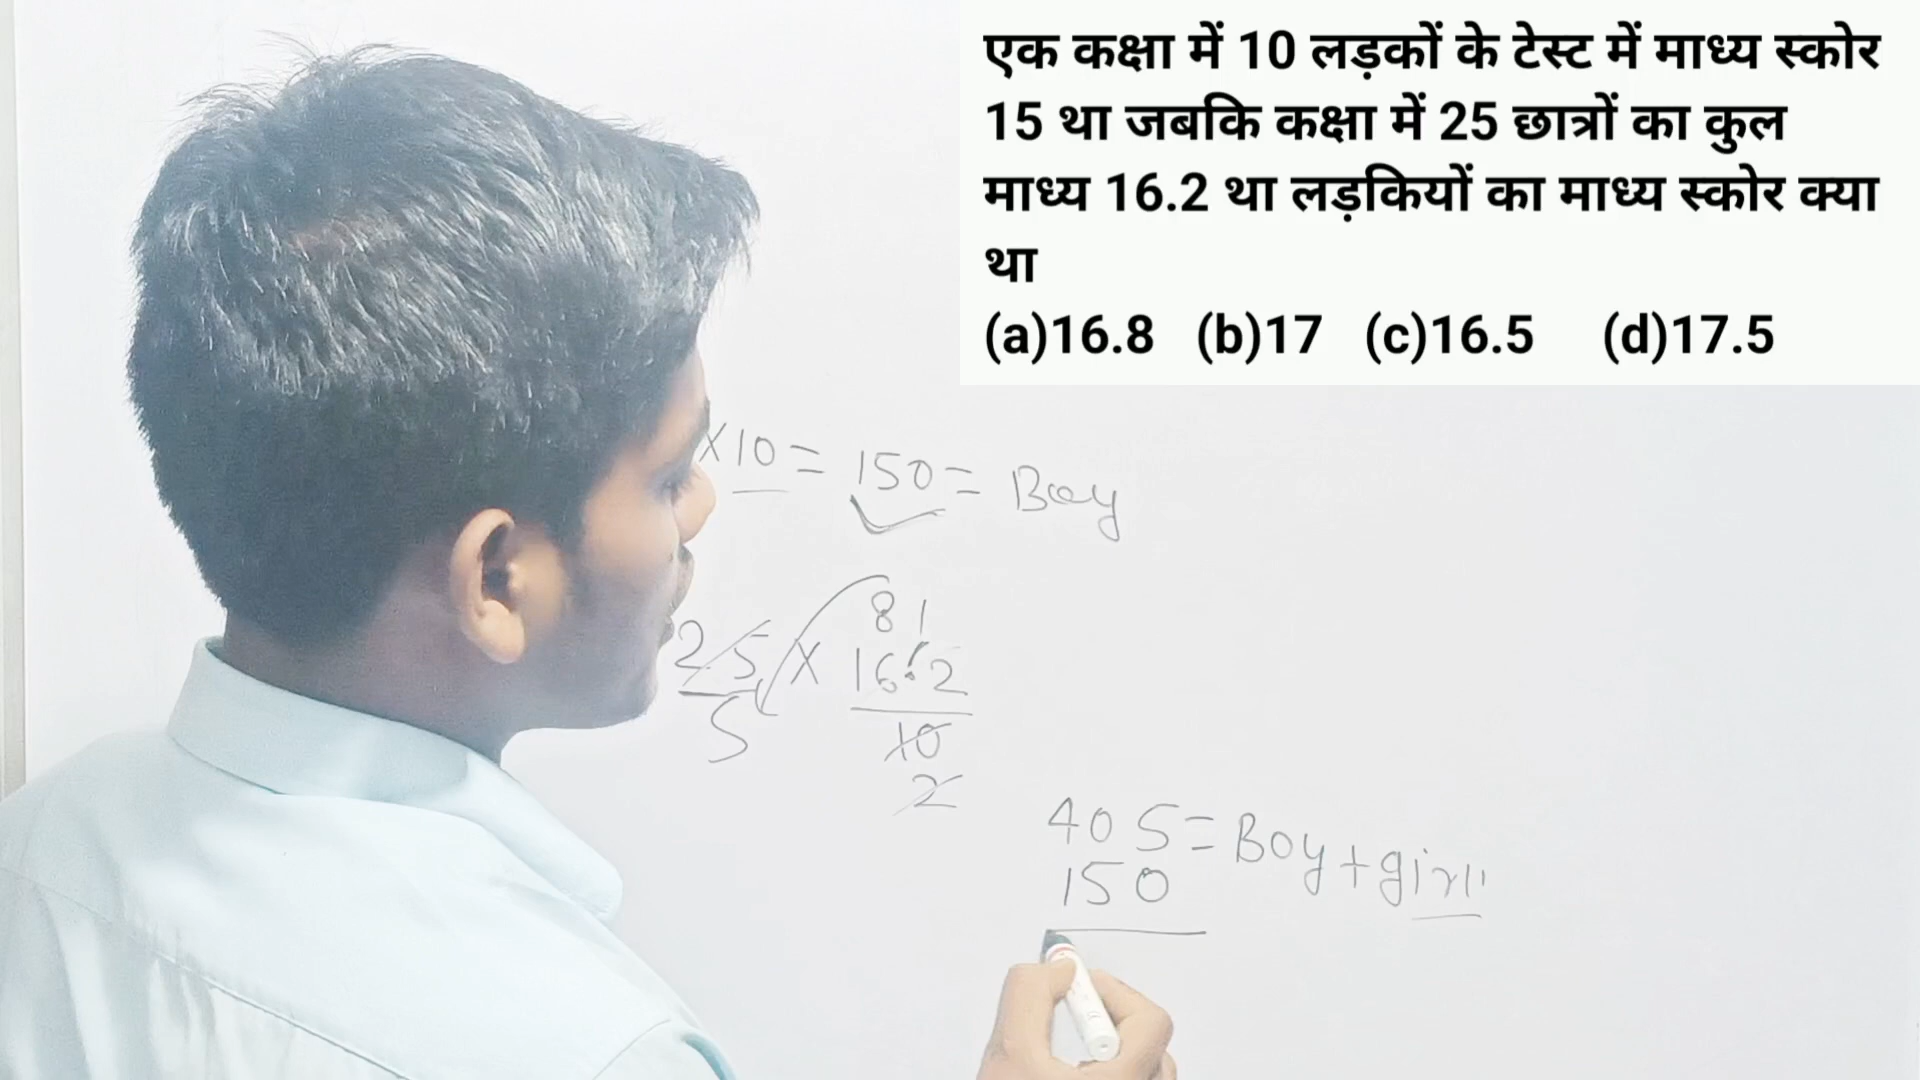 एक कक्षा में 10 लड़कों के टेस्ट में माध्य स्कोर
15 था जबकि कक्षा में 25 छात्रों का कुल
माध्य 16.2 था लड़कियों का माध्य स्कोर क्या
था
(a)16.8 (b)17 (c)16.5 (d)17.5
×10 = 150 = Boy
81
25 × 16.2
5 10
2
405 = Boy + girl
150